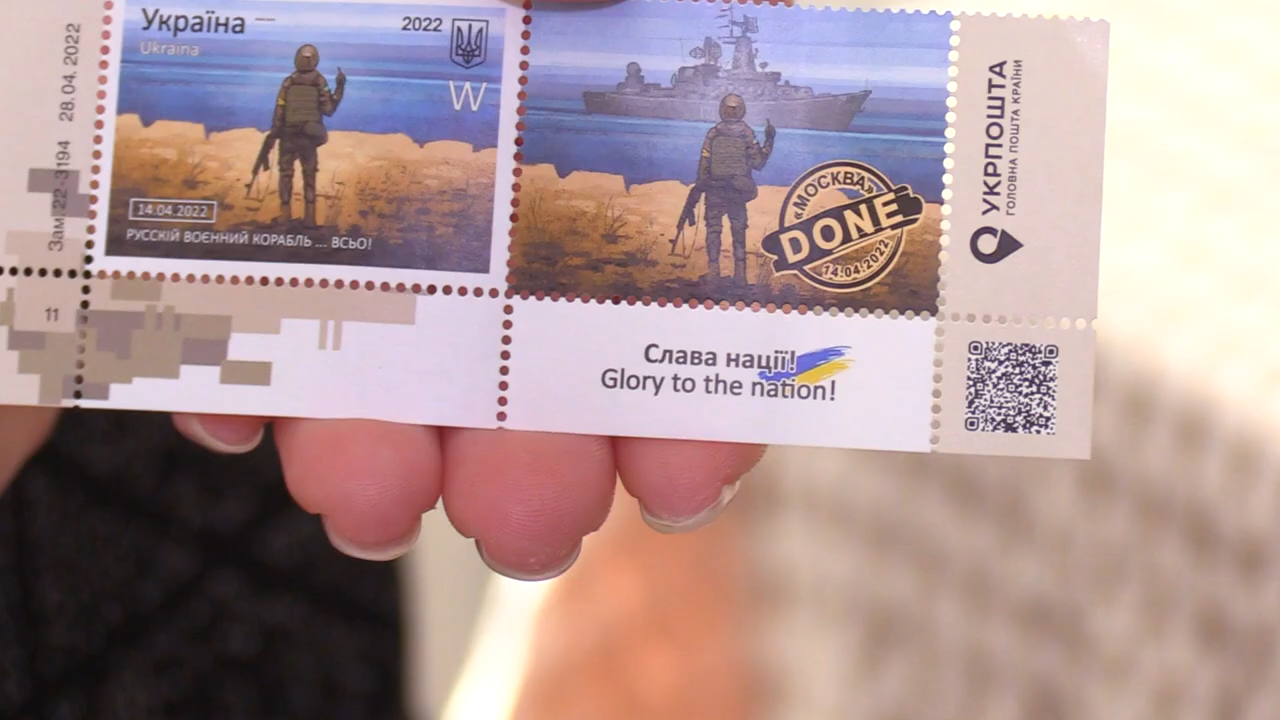 Зам. 22-3194 28.04.2022
11
Україна
Ukraina
2022
W
14.04.2022
РУССКІЙ ВОЄННИЙ КОРАБЛЬ ... ВСЬО!
«МОСКВА»
DONE
14.04.2022
Слава нації!
Glory to the nation!
УКРПОШТА
ГОЛОВНА ПОШТА КРАЇНИ